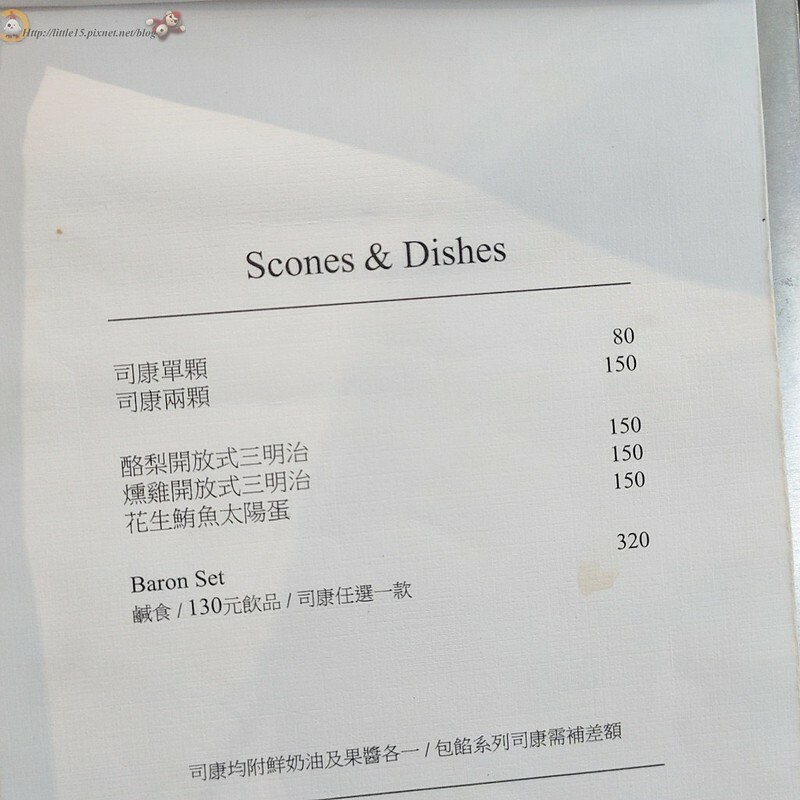 Http://little15.pixnet.net/blog
Scones & Dishes
司康單顆 80
司康兩顆 150
酪梨開放式三明治 150
燻雞開放式三明治 150
花生鮪魚太陽蛋 150
Baron Set 320
鹹食 / 130元飲品 / 司康任選一款
司康均附鮮奶油及果醬各一 / 包餡系列司康需補差額